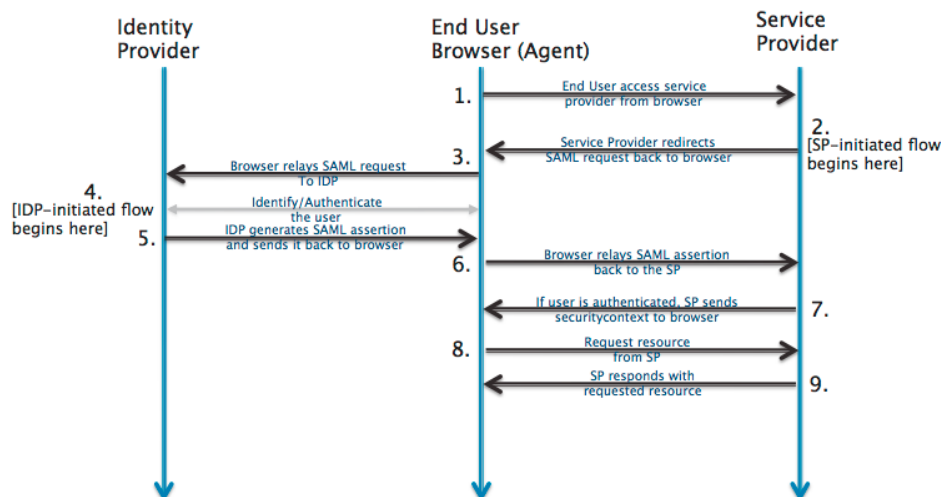 Identity
Provider
End User
Browser (Agent)
Service
Provider
1.
End User access service
provider from browser
2.
[SP-initiated flow
begins here]
3.
Service Provider redirects
SAML request back to browser
Browser relays SAML request
To IDP
4.
[IDP-initiated flow
begins here]
Identify/Authenticate
the user
5.
IDP generates SAML assertion
and sends it back to browser
6.
Browser relays SAML assertion
back to the SP
If user is authenticated, SP sends
securitycontext to browser
7.
8.
Request resource
from SP
SP responds with
requested resource
9.